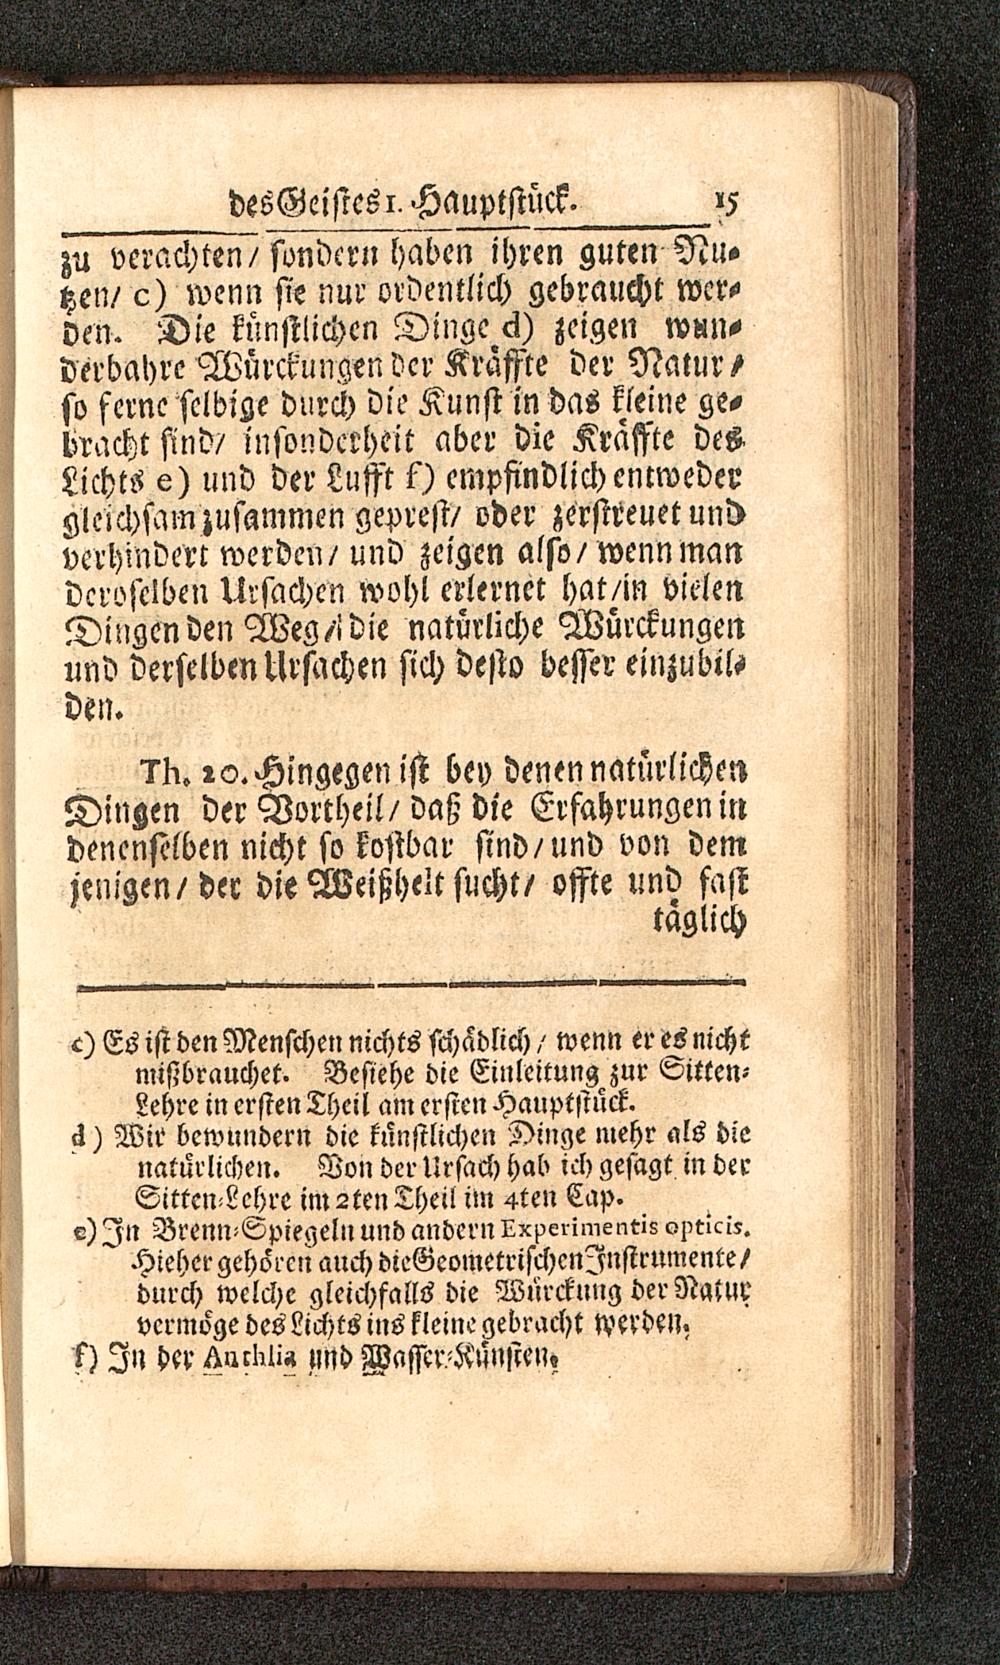 des Geistes 1. Hauptstück. 15
zu verachten/ sondern haben ihren guten Nu-
tzen/ c) wenn sie nur ordentlich gebraucht wer-
den. Die künstlichen Dinge d) zeigen wun-
derbahre Würckungen der Kräffte der Natur/
so ferne selbige durch die Kunst in das kleine ge-
bracht sind/ insonderheit aber die Kräffte des
Lichts e) und der Lufft f) empfindlich entweder
gleichsam zusammen geprest/ oder zerstreuet und
verhindert werden/ und zeigen also/ wenn man
deroselben Ursachen wohl erlernet hat/ in vielen
Dingen den Weg/ die natürliche Würckungen
und derselben Ursachen sich desto besser einzubil-
den.
Th. 20. Hingegen ist bey denen natürlichen
Dingen der Vortheil/ daß die Erfahrungen in
denenselben nicht so kostbar sind/ und von dem
jenigen/ der die Weißheit sucht/ offte und fast
täglich
c) Es ist den Menschen nichts schädlich/ wenn er es nicht
mißbrauchet. Besiehe die Einleitung zur Sitten-
Lehre in ersten Theil am ersten Hauptstück.
d) Wir bewundern die künstlichen Dinge mehr als die
natürlichen. Von der Ursach hab ich gesagt in der
Sitten-Lehre im 2ten Theil im 4ten Cap.
e) In Brenn-Spiegeln und andern Experimentis opticis.
Hieher gehören auch die Geometrischen Instrumente/
durch welche gleichfalls die Würckung der Natur
vermöge des Lichts ins kleine gebracht werden.
f) In der Anthlia und Wasser-Künsten.